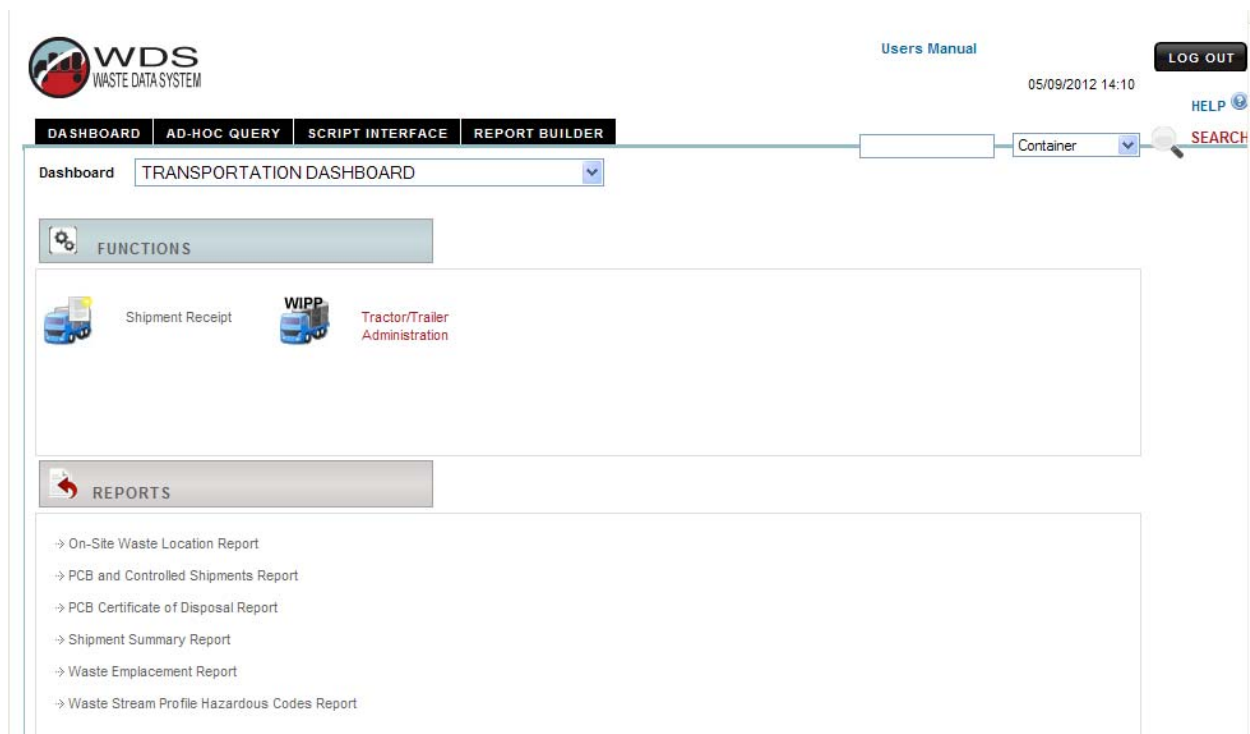 WDS
WASTE DATA SYSTEM
Users Manual
LOG OUT
05/09/2012 14:10
HELP
DASHBOARD AD-HOC QUERY SCRIPT INTERFACE REPORT BUILDER
Container
SEARCH
Dashboard TRANSPORTATION DASHBOARD
FUNCTIONS
Shipment Receipt
WIPP
Tractor/Trailer
Administration
REPORTS
On-Site Waste Location Report
PCB and Controlled Shipments Report
PCB Certificate of Disposal Report
Shipment Summary Report
Waste Emplacement Report
Waste Stream Profile Hazardous Codes Report